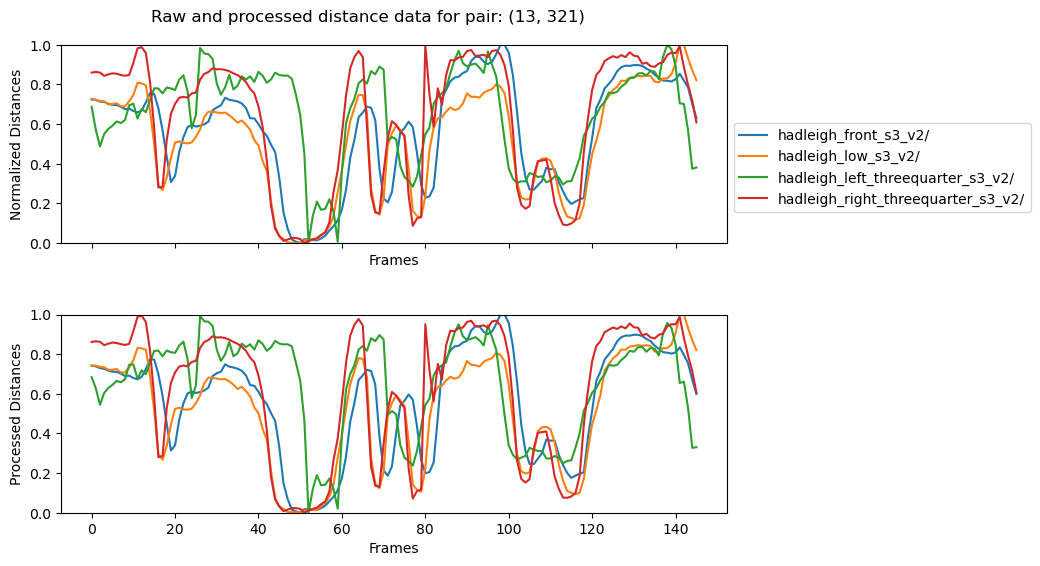 Raw and processed distance data for pair: (13, 321)
Normalized Distances
1.0
0.8
0.6
0.4
0.2
0.0
Frames
hadleigh_front_s3_v2/
hadleigh_low_s3_v2/
hadleigh_left_threequarter_s3_v2/
hadleigh_right_threequarter_s3_v2/
Processed Distances
1.0
0.8
0.6
0.4
0.2
0.0
0 20 40 60 80 100 120 140
Frames